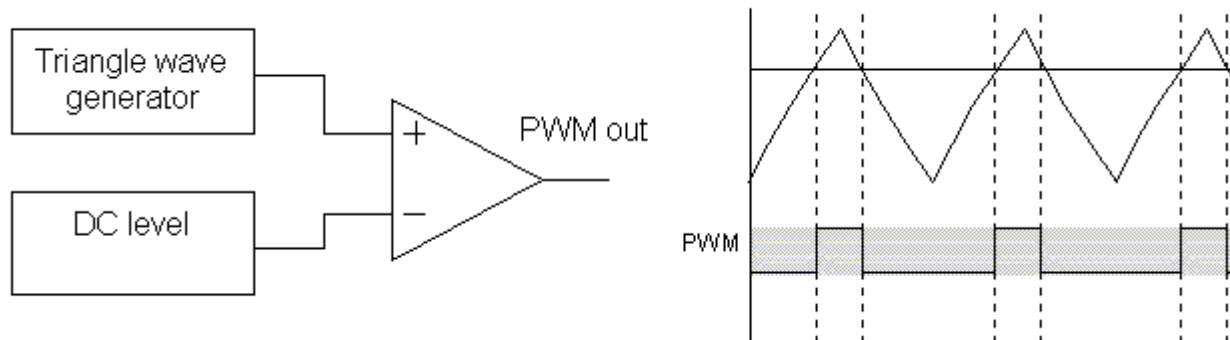 Triangle wave
generator
DC level
+
−
PWM out
PWM